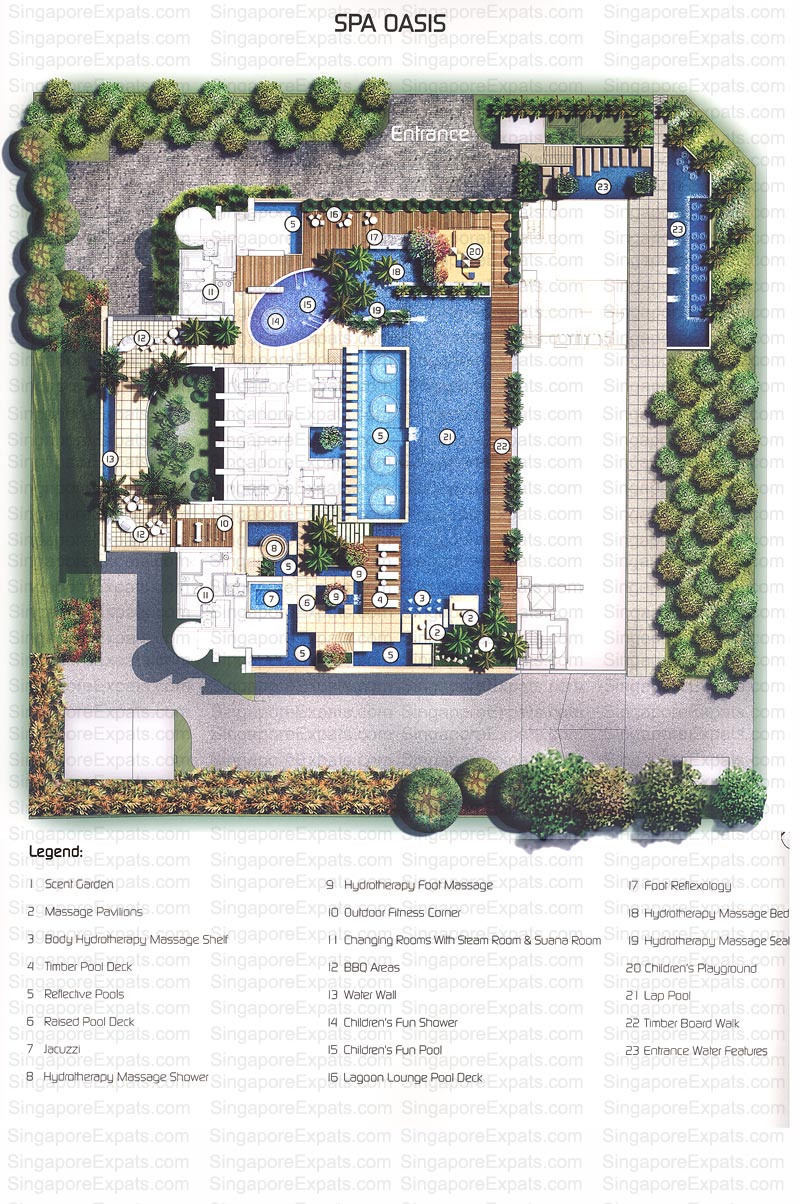 SingaporeExpats.com
SPA OASIS
Entrance
23
5
16
17
20
23
18
11
15
14
19
12
5
21
22
13
12
10
8
5
9
11
7
6
9
4
3
2
2
1
5
5
Legend:
1 Scent Garden
2 Massage Pavilions
3 Body Hydrotherapy Massage Shelf
4 Timber Pool Deck
5 Reflective Pools
6 Raised Pool Deck
7 Jacuzzi
8 Hydrotherapy Massage Shower
9 Hydrotherapy Foot Massage
10 Outdoor Fitness Corner
11 Changing Rooms With Steam Room & Suana Room
12 BBQ Areas
13 Water Wall
14 Children's Fun Shower
15 Children's Fun Pool
16 Lagoon Lounge Pool Deck
17 Foot Reflexology
18 Hydrotherapy Massage Bed
19 Hydrotherapy Massage Seat
20 Children's Playground
21 Lap Pool
22 Timber Board Walk
23 Entrance Water Features